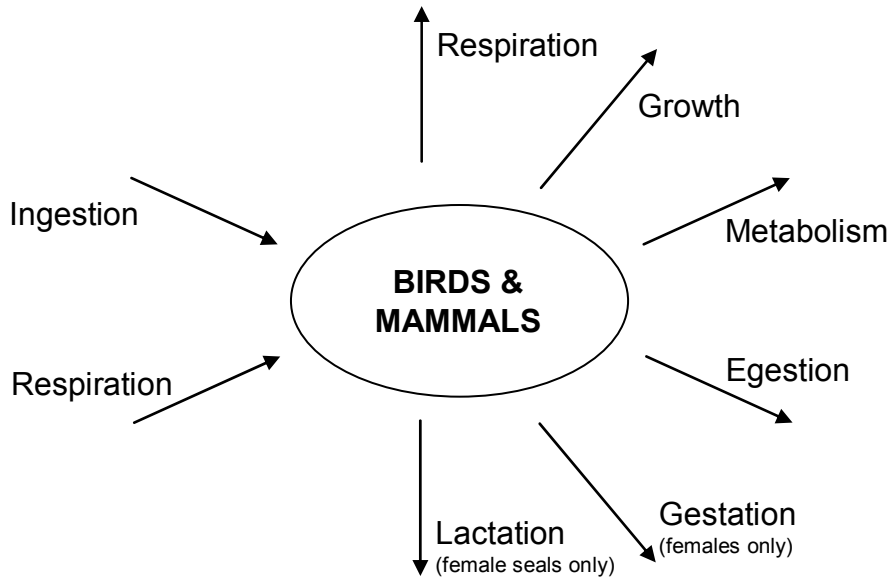 Respiration
Growth
Ingestion
Metabolism
BIRDS &
MAMMALS
Respiration
Egestion
Lactation
(female seals only)
Gestation
(females only)